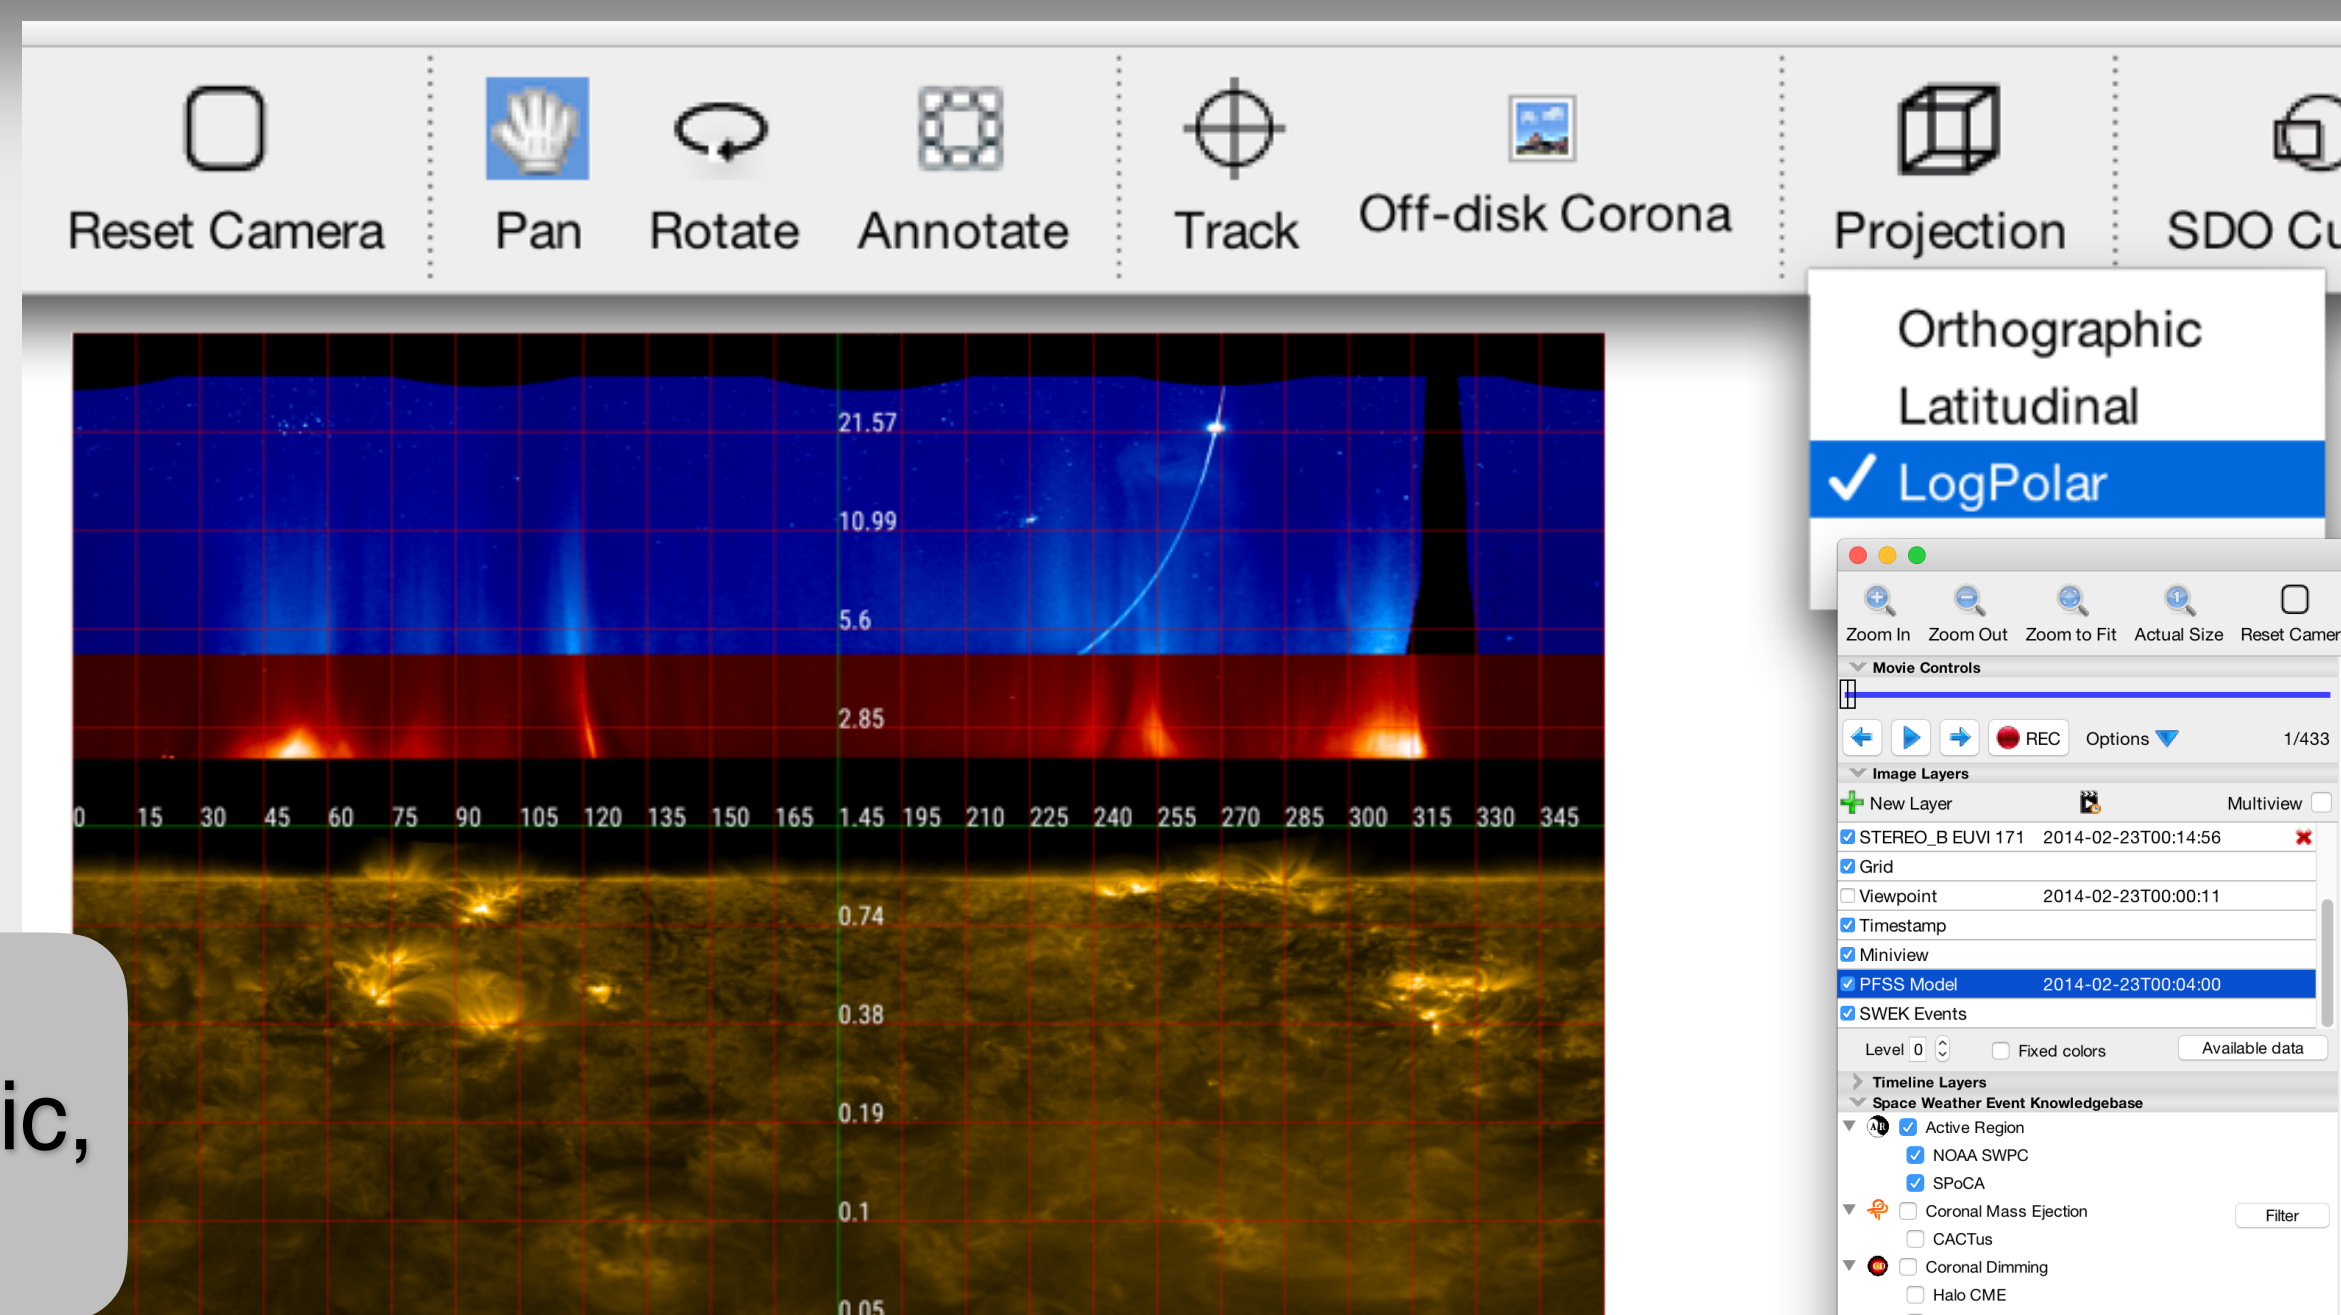 Reset Camera
Pan
Rotate
Annotate
Track
Off-disk Corona
Projection
SDO
Orthographic
Latitudinal
LogPolar
21.57
10.99
5.6
2.85
0 15 30 45 60 75 90 105 120 135 150 165 1.45 195 210 225 240 255 270 285 300 315 330 345
0.74
0.38
0.19
0.1
0.05
ic,
Zoom In Zoom Out Zoom to Fit Actual Size Reset Camer
Movie Controls
REC Options 1/433
Image Layers
New Layer Multiview
STEREO_B EUVI 171 2014-02-23T00:14:56
Grid
Viewpoint 2014-02-23T00:00:11
Timestamp
Miniview
PFSS Model 2014-02-23T00:04:00
SWEK Events
Level 0 Fixed colors Available data
Timeline Layers
Space Weather Event Knowledgebase
AR Active Region
NOAA SWPC
SPoCA
Coronal Mass Ejection Filter
CACTus
CD Coronal Dimming
Halo CME